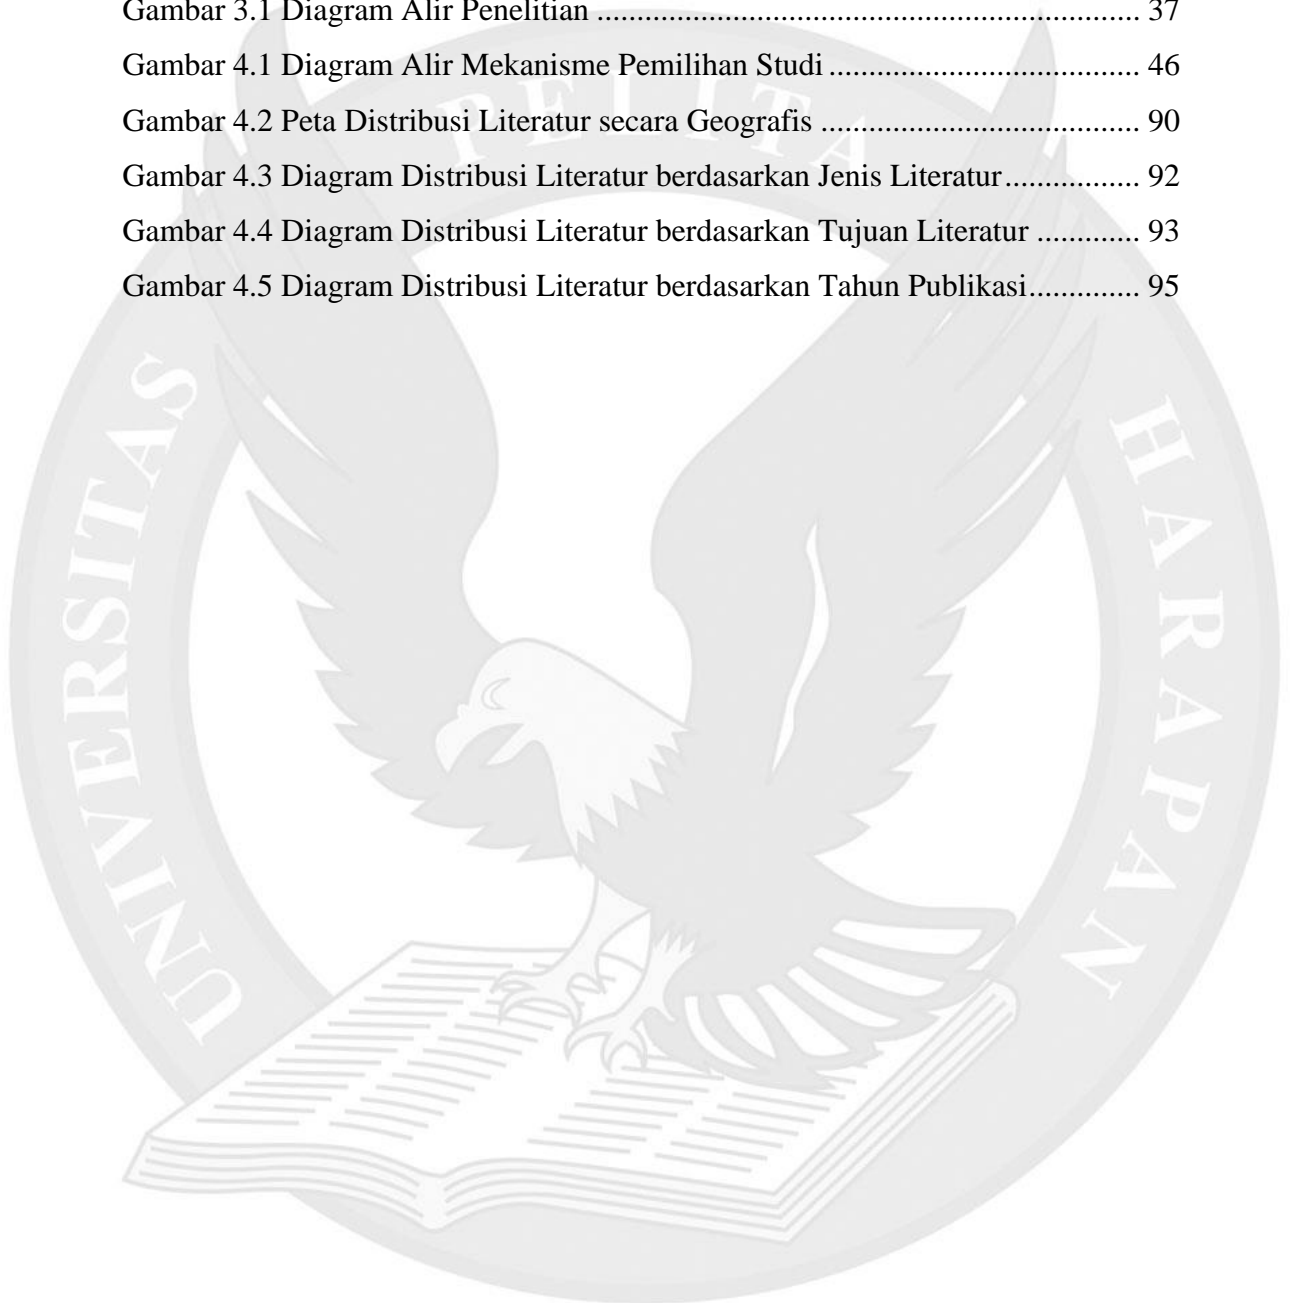 Gambar 3.1 Diagram Alir Penelitian .................................................................... 37
Gambar 4.1 Diagram Alir Mekanisme Pemilihan Studi ....................................... 46
Gambar 4.2 Peta Distribusi Literatur secara Geografis ........................................ 90
Gambar 4.3 Diagram Distribusi Literatur berdasarkan Jenis Literatur ................. 92
Gambar 4.4 Diagram Distribusi Literatur berdasarkan Tujuan Literatur ............. 93
Gambar 4.5 Diagram Distribusi Literatur berdasarkan Tahun Publikasi .............. 95
UNIVERSITAS PELITA HARAPAN